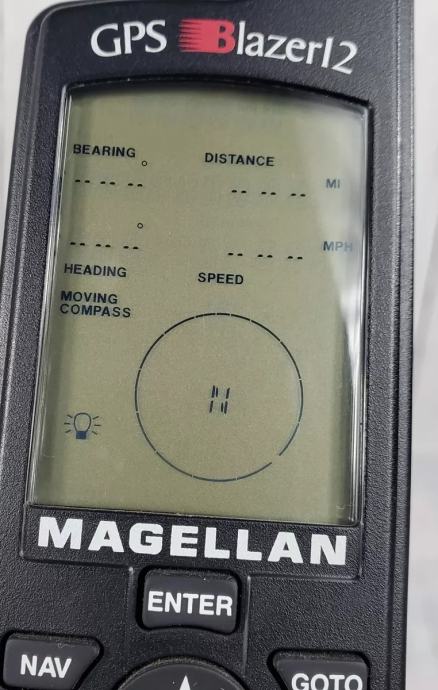 GPS Blazer12
BEARING ° DISTANCE
-- -- -- -- -- -- MI
°
-- -- -- -- -- -- MPH
HEADING SPEED
MOVING
COMPASS
N
MAGELLAN
ENTER
NAV GOTO